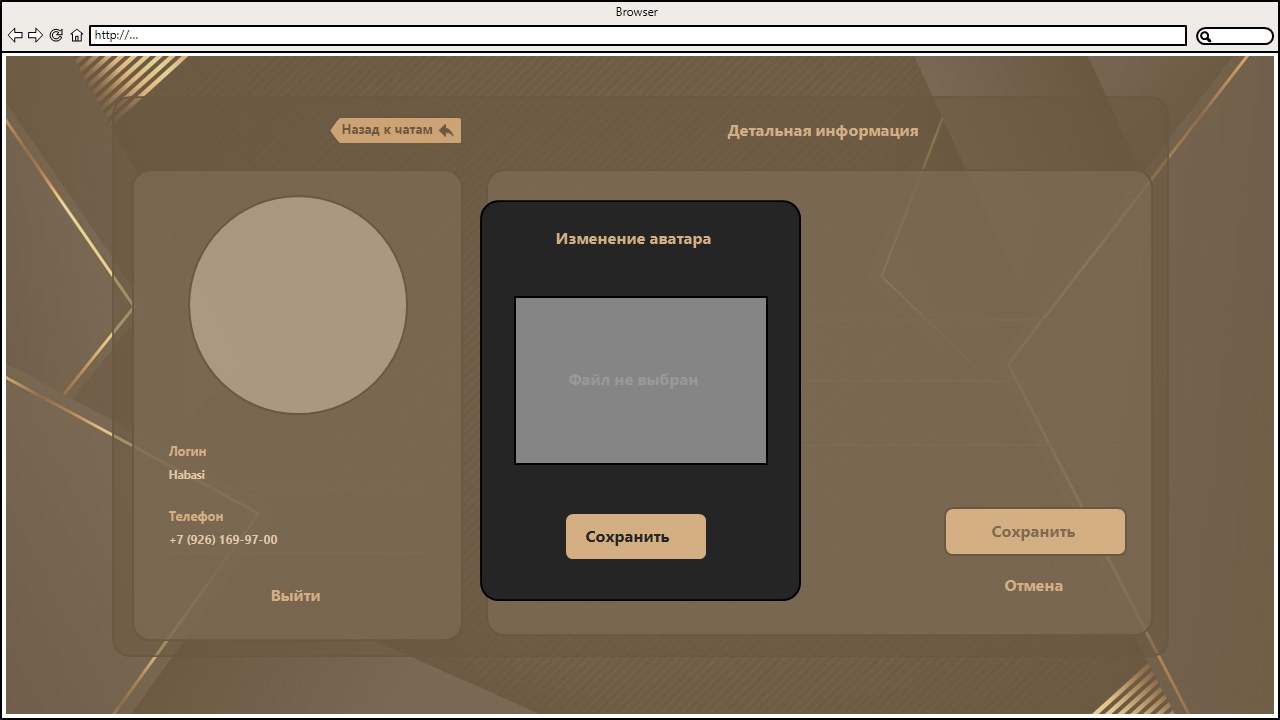 Browser
http://...
Назад к чатам
Детальная информация
Изменение аватара
Файл не выбран
Логин
Habasi
Телефон
+7 (926) 169-97-00
Сохранить
Сохранить
Выйти
Отмена